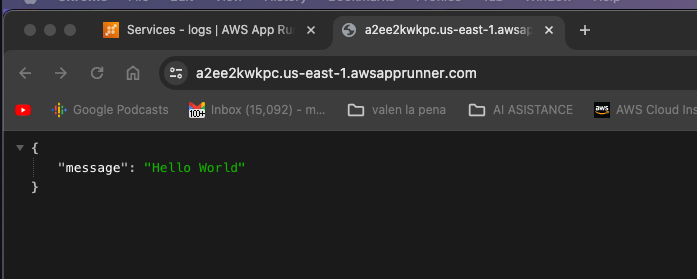 Services - logs | AWS App Ru
a2ee2kwkpc.us-east-1.awsap
a2ee2kwkpc.us-east-1.awsapprunner.com
Google Podcasts
100+
Inbox (15,092) - m...
valen la pena
AI ASISTANCE
aws
AWS Cloud Ins
{
"message": "Hello World"
}